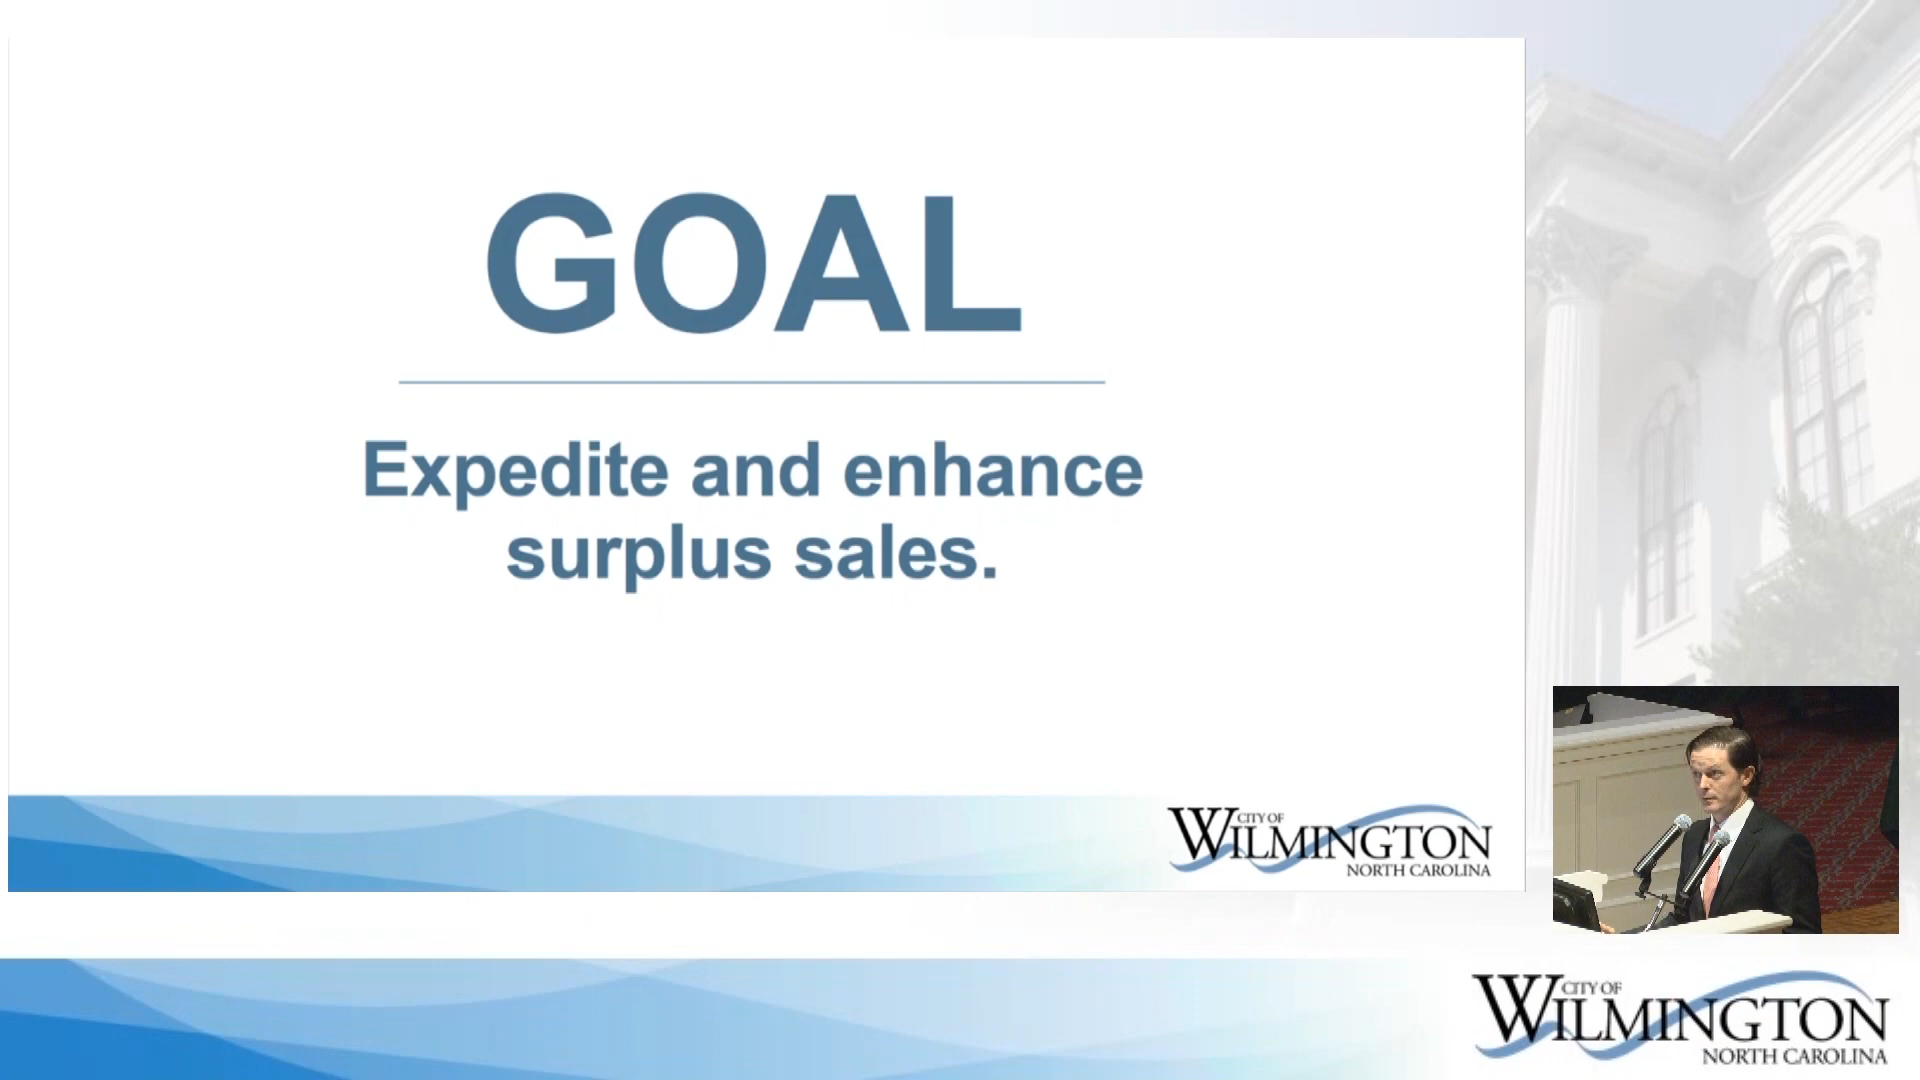 GOAL
Expedite and enhance
surplus sales.
CITY OF
WILMINGTON
NORTH CAROLINA
CITY OF
WILMINGTON
NORTH CAROLINA